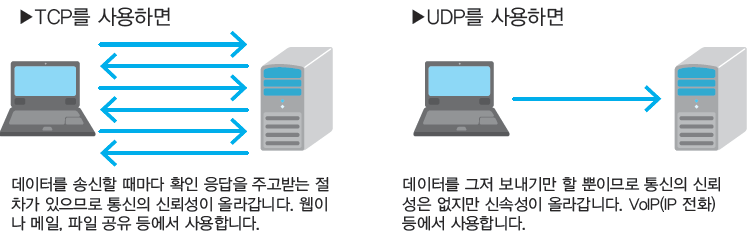 ▶TCP를 사용하면
데이터를 송신할 때마다 확인 응답을 주고받는 절
차가 있으므로 통신의 신뢰성이 올라갑니다. 웹이
나 메일, 파일 공유 등에서 사용합니다.
▶UDP를 사용하면
데이터를 그저 보내기만 할 뿐이므로 통신의 신뢰
성은 없지만 신속성이 올라갑니다. VoIP(IP 전화)
등에서 사용합니다.